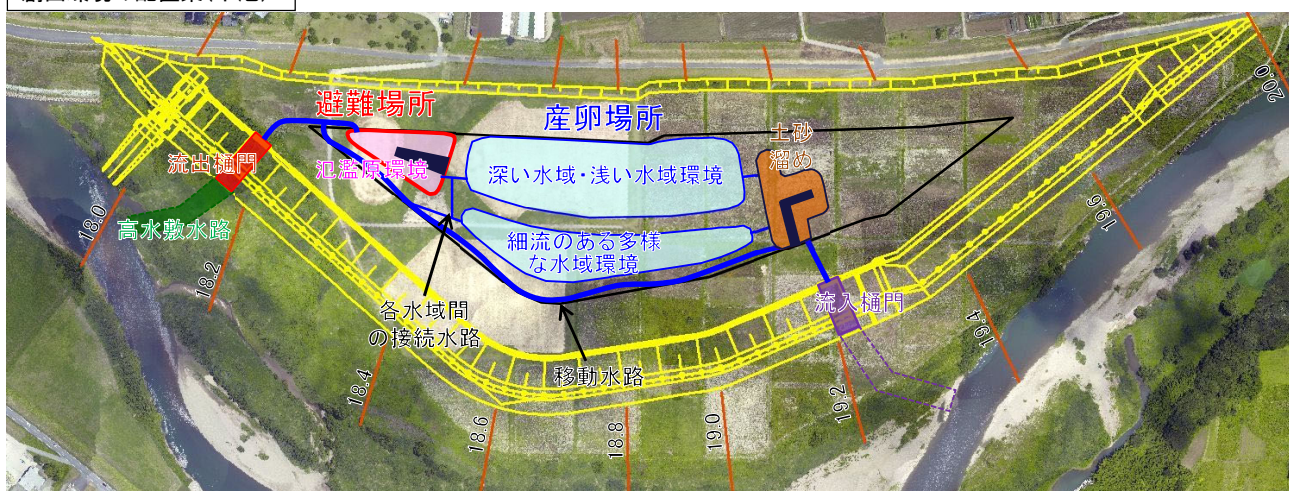 避難場所
産卵場所
土砂
溜め
流出樋門
氾濫原環境
深い水域・浅い水域環境
高水敷水路
細流のある多様
な水域環境
各水域間
の接続水路
移動水路
流入樋門
18.0
18.2
18.4
18.6
18.8
19.0
19.2
19.4
19.6
20.0